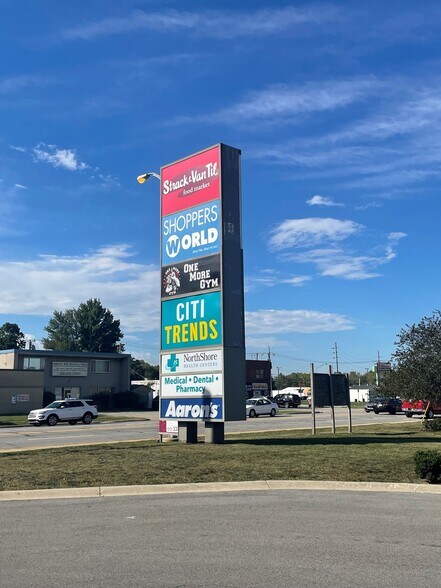 Strack & Van Til
food market
SHOPPERS
WORLD
ONE
MORE GYM
CITI
TRENDS
NorthShore
HEALTH CENTERS
Medical • Dental •
Pharmacy
Aaron's